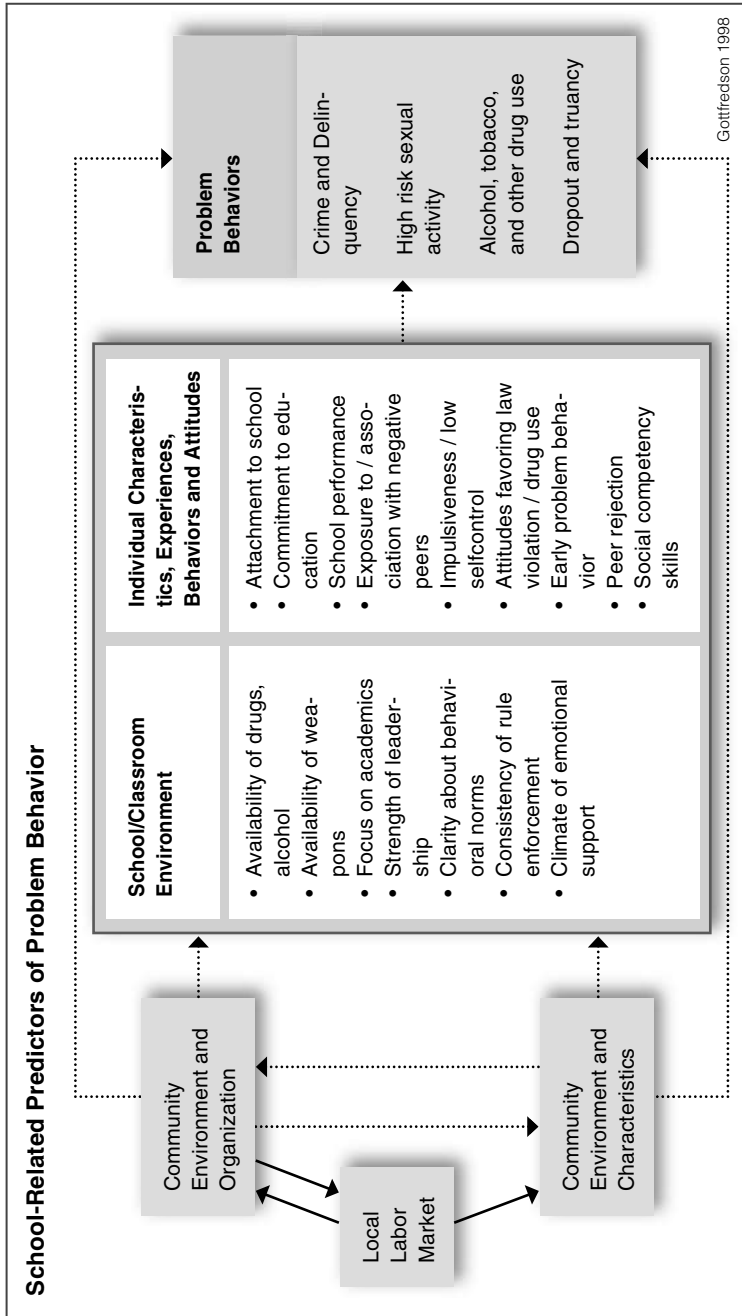 School-Related Predictors of Problem Behavior
Community
Environment and
Organization
Local
Labor
Market
Community
Environment and
Characteristics
School/Classroom
Environment
• Availability of drugs,
alcohol
• Availability of wea-
pons
• Focus on academics
• Strength of leader-
ship
• Clarity about behavi-
oral norms
• Consistency of rule
enforcement
• Climate of emotional
support
Individual Characteris-
tics, Experiences,
Behaviors and Attitudes
• Attachment to school
• Commitment to edu-
cation
• School performance
• Exposure to / asso-
ciation with negative
peers
• Impulsiveness / low
selfcontrol
• Attitudes favoring law
violation / drug use
• Early problem beha-
vior
• Peer rejection
• Social competency
skills
Problem
Behaviors
Crime and Delin-
quency
High risk sexual
activity
Alcohol, tobacco,
and other drug use
Dropout and truancy
Gottfredson 1998